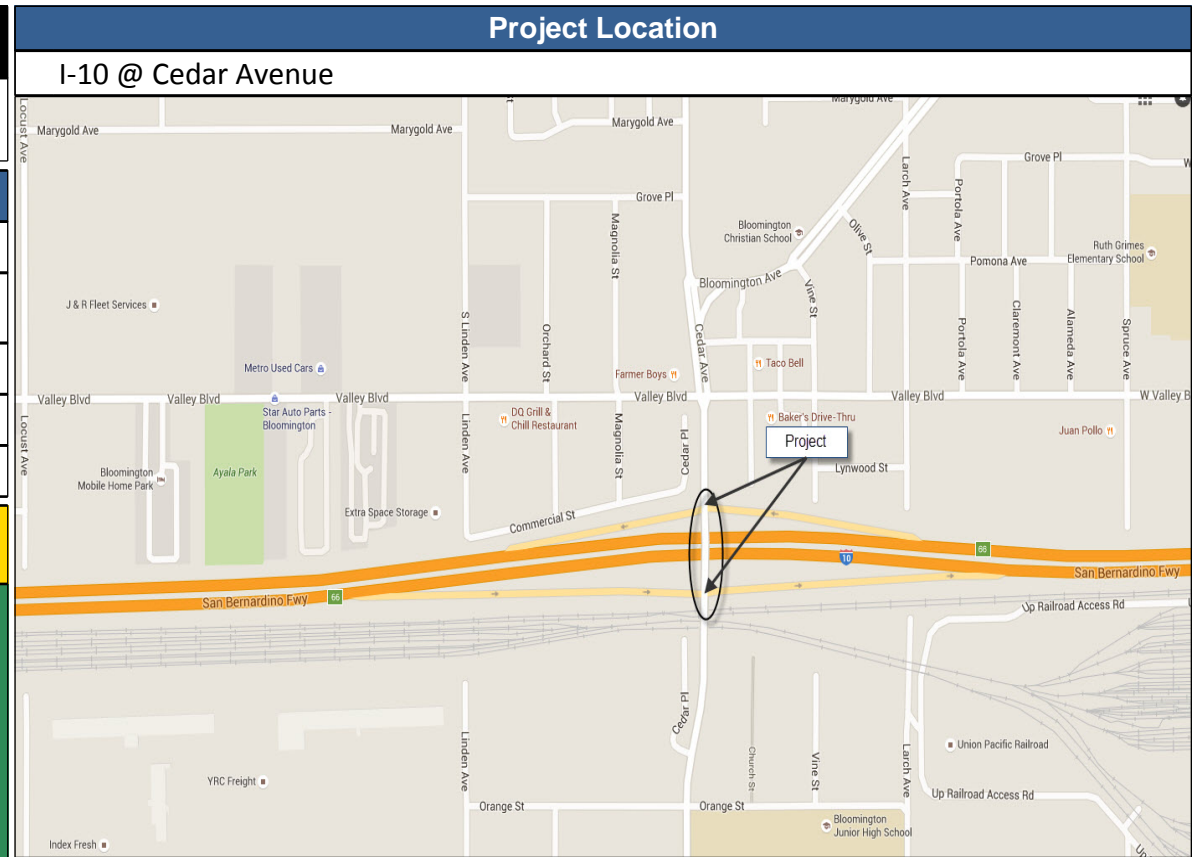 Project Location
I-10 @ Cedar Avenue
Marygold Ave
Locust Ave
Marygold Ave
Marygold Ave
Marygold Ave
Grove Pl
Grove Pl
Larch Ave
Portola Ave
Magnolia St
Bloomington
Christian School
Olive St
Ruth Grimes
Elementary School
Pomona Ave
Bloomington Ave
Vine St
J & R Fleet Services
S Linden Ave
Orchard St
Cedar Ave
Portola Ave
Claremont Ave
Alameda Ave
Spruce Ave
Metro Used Cars
Farmer Boys
Taco Bell
Valley Blvd
Valley Blvd
Valley Blvd
Valley Blvd
Valley Blvd
W Valley B
Star Auto Parts -
Bloomington
DQ Grill &
Chill Restaurant
Baker's Drive-Thru
Juan Pollo
Locust Ave
Linden Ave
Magnolia St
Cedar Pl
Project
Bloomington
Mobile Home Park
Ayala Park
Lynwood St
Extra Space Storage
Commercial St
10
66
San Bernardino Fwy
66
San Bernardino Fwy
Up Railroad Access Rd
Cedar Pl
Linden Ave
Church St
Vine St
Larch Ave
Union Pacific Railroad
YRC Freight
Up Railroad Access Rd
Orange St
Orange St
Bloomington
Junior High School
Index Fresh